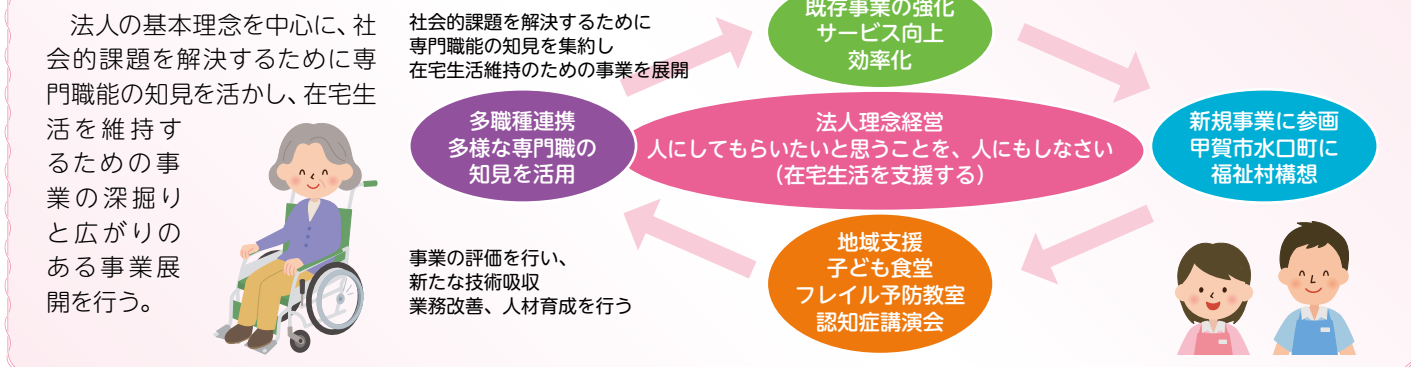 法人の基本理念を中心に、社
会的課題を解決するために専
門職能の知見を活かし、在宅生
活を維持す
るための事
業の深掘り
と広がりの
ある事業展
開を行う。
社会的課題を解決するために
専門職能の知見を集約し
在宅生活維持のための事業を展開
既存事業の強化
サービス向上
効率化
多職種連携
多様な専門職の
知見を活用
法人理念経営
人にしてもらいたいと思うことを、人にもしなさい
（在宅生活を支援する）
新規事業に参画
甲賀市水口町に
福祉村構想
事業の評価を行い、
新たな技術吸収
業務改善、人材育成を行う
地域支援
子ども食堂
フレイル予防教室
認知症講演会